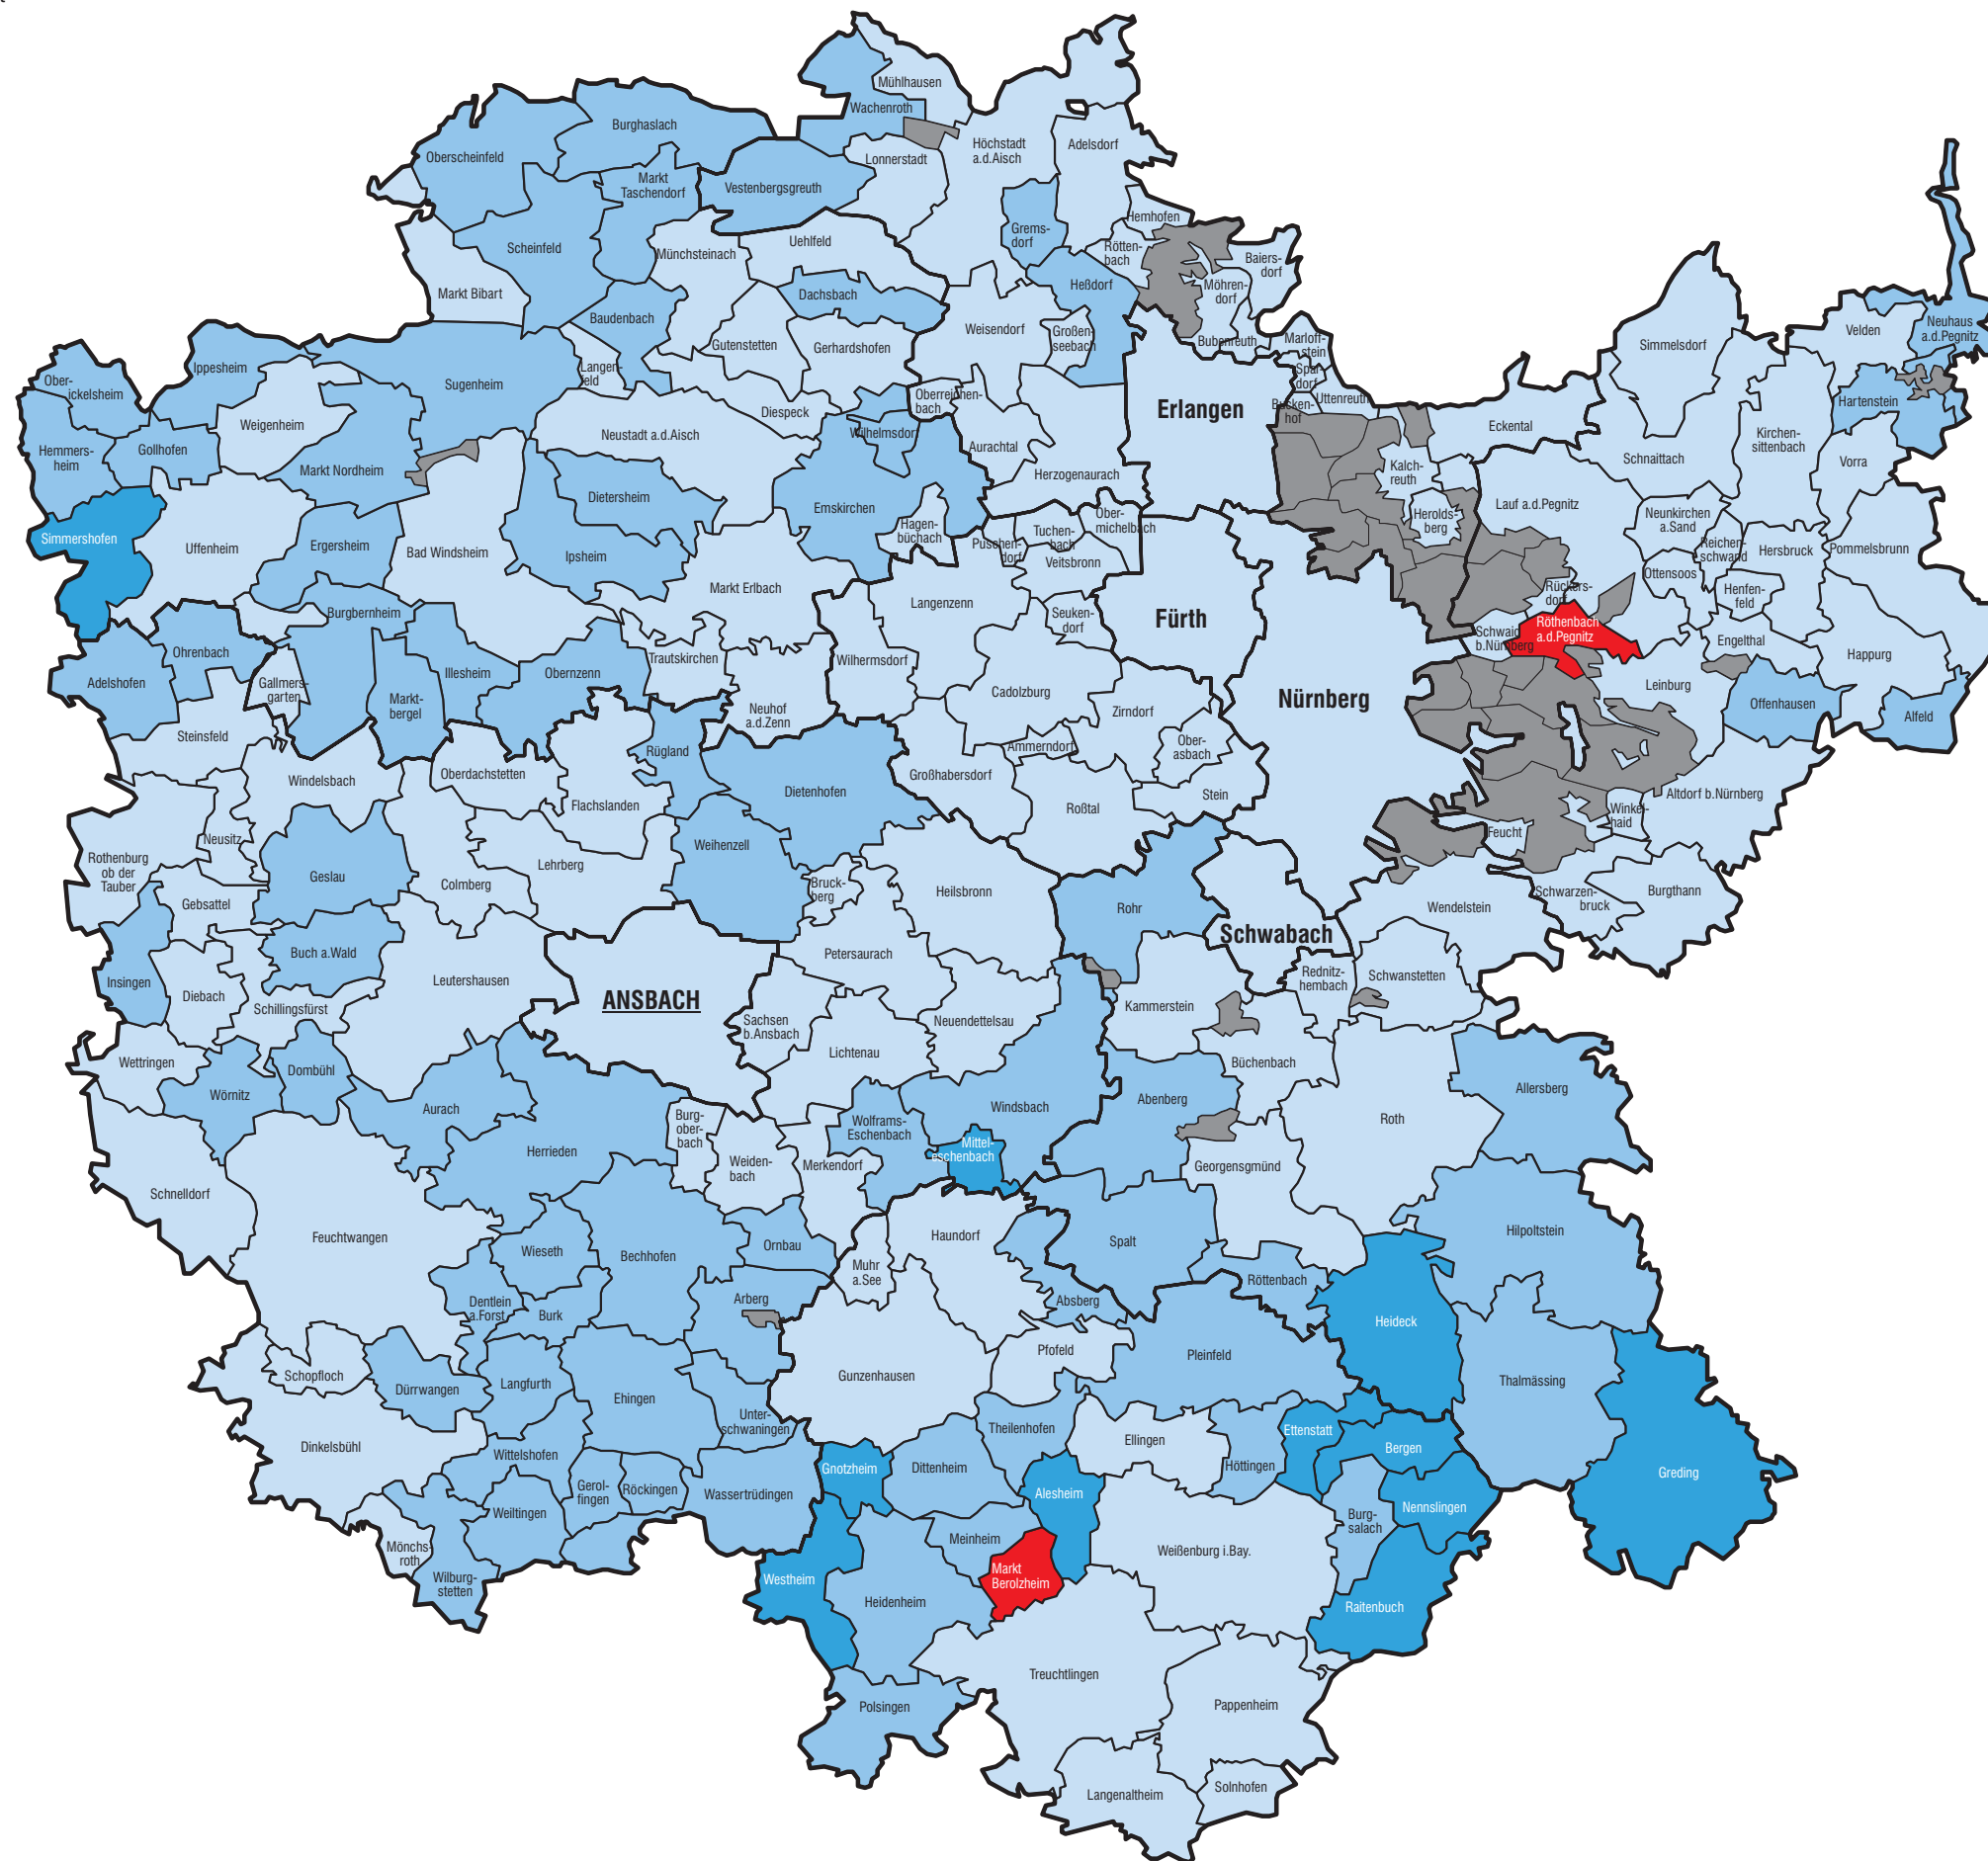 Mühlhausen
Wachenroth
Burghaslach
Höchstadt
a.d.Aisch
Adelsdorf
Oberscheinfeld
Lonnerstadt
Markt
Taschendorf
Vestenbergsgreuth
Hemhofen
Grems-
dorf
Scheinfeld
Münchsteinach
Uehlfeld
Rötten-
bach
Baiers-
dorf
Markt Bibart
Dachsbach
Heßdorf
Möhren-
dorf
Baudenbach
Weisendorf
Großen-
seebach
Bubenreuth
Marloff-
stein
Simmelsdorf
Velden
Neuhaus
a.d.Pegnitz
Gutenstetten
Gerhardshofen
Ippesheim
Langen-
feld
Spar-
dorf
Ober-
ickelsheim
Sugenheim
Oberreichen-
bach
Erlangen
Uttenreuth
Bucken-
hof
Hartenstein
Diespeck
Weigenheim
Neustadt a.d.Aisch
Wilhelmsdorf
Aurachtal
Eckental
Kirchen-
sittenbach
Hemmers-
heim
Gollhofen
Markt Nordheim
Herzogenaurach
Kalch-
reuth
Schnaittach
Vorra
Dietersheim
Emskirchen
Lauf a.d.Pegnitz
Simmershofen
Uffenheim
Ergersheim
Bad Windsheim
Ipsheim
Hagen-
büchach
Ober-
michelbach
Tuchen-
bach
Puschen-
dorf
Veitsbronn
Herolds-
berg
Neunkirchen
a.Sand
Reichen-
schwand
Hersbruck
Pommelsbrunn
Ottensoos
Markt Erlbach
Langenzenn
Seuken-
dorf
Fürth
Rückers-
dorf
Henfen-
feld
Burgbernheim
Röthenbach
a.d.Pegnitz
Schwaig
b.Nürnberg
Engelthal
Happurg
Ohrenbach
Trautskirchen
Wilhermsdorf
Adelshofen
Gallmers-
garten
Illesheim
Obernzenn
Cadolzburg
Nürnberg
Leinburg
Markt-
bergel
Neuhof
a.d.Zenn
Zirndorf
Offenhausen
Alfeld
Steinsfeld
Rügland
Ammerndorf
Ober-
asbach
Windelsbach
Oberdachstetten
Großhabersdorf
Flachslanden
Dietenhofen
Roßtal
Stein
Altdorf b.Nürnberg
Winkel-
haid
Feucht
Neusitz
Weihenzell
Rothenburg
ob der
Tauber
Geslau
Colmberg
Lehrberg
Bruck-
berg
Heilsbronn
Gebsattel
Rohr
Wendelstein
Schwarzen-
bruck
Burgthann
Schwabach
Buch a.Wald
Petersaurach
Insingen
Diebach
Leutershausen
Schillingsfürst
ANSBACH
Rednitz-
hembach
Schwanstetten
Kammerstein
Sachsen
b.Ansbach
Neuendettelsau
Wettringen
Lichtenau
Büchenbach
Dombühl
Wörnitz
Aurach
Allersberg
Windsbach
Abenberg
Roth
Burg-
ober-
bach
Wolframs-
Eschenbach
Mittel-
eschenbach
Herrieden
Weiden-
bach
Merkendorf
Georgensgmünd
Schnelldorf
Feuchtwangen
Haundorf
Spalt
Hilpoltstein
Wieseth
Bechhofen
Ornbau
Muhr
a.See
Röttenbach
Dentlein
a.Forst
Burk
Arberg
Absberg
Heideck
Pfofeld
Pleinfeld
Schopfloch
Dürrwangen
Langfurth
Ehingen
Gunzenhausen
Thalmässing
Unter-
schwaningen
Theilenhofen
Ellingen
Ettenstatt
Bergen
Dinkelsbühl
Wittelshofen
Gnotzheim
Dittenheim
Höttingen
Greding
Gerol-
fingen
Röckingen
Wassertrüdingen
Alesheim
Burg-
salach
Nennslingen
Weiltingen
Meinheim
Mönchs-
roth
Weißenburg i.Bay.
Wilburg-
stetten
Westheim
Markt
Berolzheim
Heidenheim
Raitenbuch
Treuchtlingen
Polsingen
Pappenheim
Langenaltheim
Solnhofen